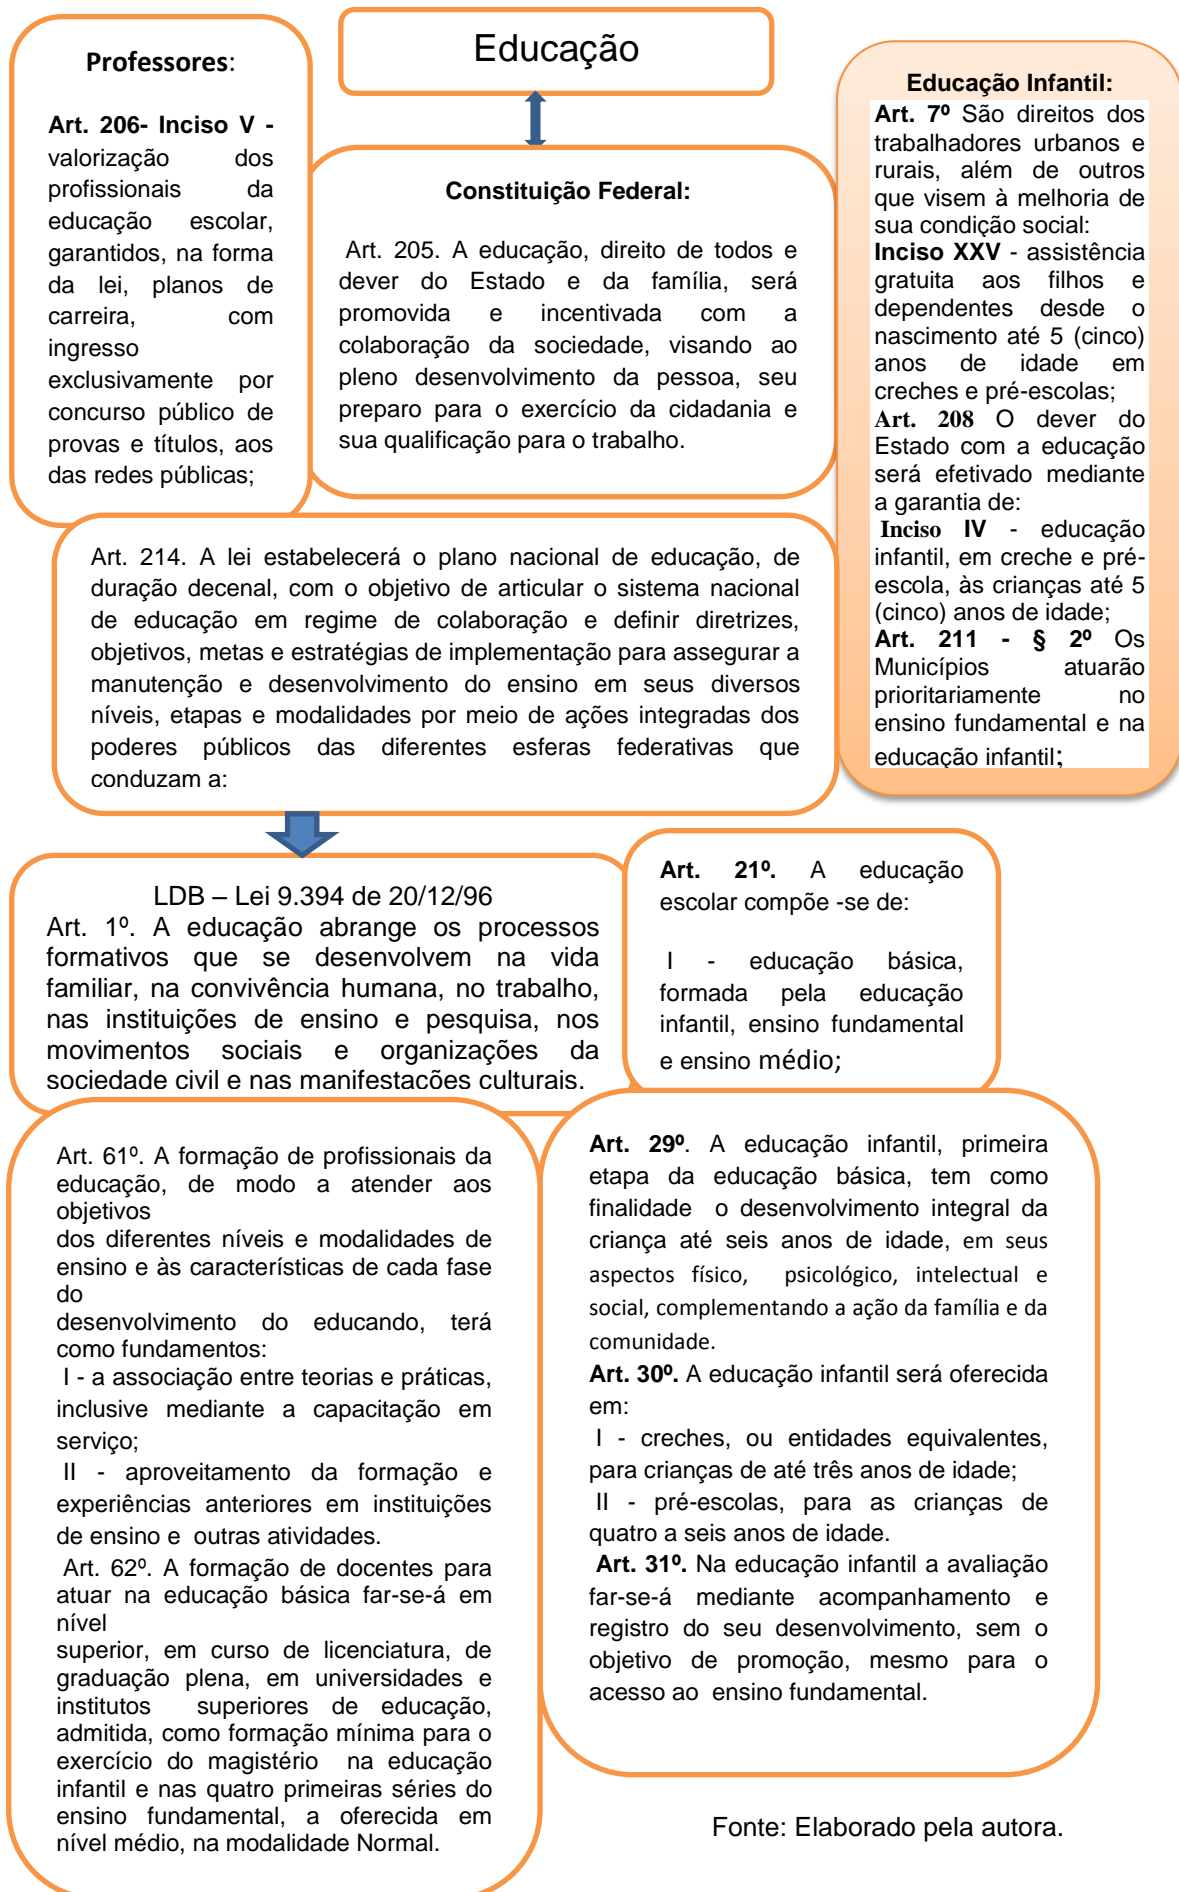 Educação
Professores:
Art. 206- Inciso V -
valorização dos
profissionais da
educação escolar,
garantidos, na forma
da lei, planos de
carreira, com
ingresso
exclusivamente por
concurso público de
provas e títulos, aos
das redes públicas;
Constituição Federal:
Art. 205. A educação, direito de todos e
dever do Estado e da família, será
promovida e incentivada com a
colaboração da sociedade, visando ao
pleno desenvolvimento da pessoa, seu
preparo para o exercício da cidadania e
sua qualificação para o trabalho.
Educação Infantil:
Art. 7º São direitos dos
trabalhadores urbanos e
rurais, além de outros
que visem à melhoria de
sua condição social:
Inciso XXV - assistência
gratuita aos filhos e
dependentes desde o
nascimento até 5 (cinco)
anos de idade em
creches e pré-escolas;
Art. 208 O dever do
Estado com a educação
será efetivado mediante
a garantia de:
Inciso IV - educação
infantil, em creche e pré-
escola, às crianças até 5
(cinco) anos de idade;
Art. 211 - § 2º Os
Municípios atuarão
prioritariamente no
ensino fundamental e na
educação infantil;
Art. 214. A lei estabelecerá o plano nacional de educação, de
duração decenal, com o objetivo de articular o sistema nacional
de educação em regime de colaboração e definir diretrizes,
objetivos, metas e estratégias de implementação para assegurar a
manutenção e desenvolvimento do ensino em seus diversos
níveis, etapas e modalidades por meio de ações integradas dos
poderes públicos das diferentes esferas federativas que
conduzam a:
LDB – Lei 9.394 de 20/12/96
Art. 1º. A educação abrange os processos
formativos que se desenvolvem na vida
familiar, na convivência humana, no trabalho,
nas instituições de ensino e pesquisa, nos
movimentos sociais e organizações da
sociedade civil e nas manifestacões culturais.
Art. 21º. A educação
escolar compõe -se de:
I - educação básica,
formada pela educação
infantil, ensino fundamental
e ensino médio;
Art. 61º. A formação de profissionais da
educação, de modo a atender aos
objetivos
dos diferentes níveis e modalidades de
ensino e às características de cada fase
do
desenvolvimento do educando, terá
como fundamentos:
I - a associação entre teorias e práticas,
inclusive mediante a capacitação em
serviço;
II - aproveitamento da formação e
experiências anteriores em instituições
de ensino e outras atividades.
Art. 62º. A formação de docentes para
atuar na educação básica far-se-á em
nível
superior, em curso de licenciatura, de
graduação plena, em universidades e
institutos superiores de educação,
admitida, como formação mínima para o
exercício do magistério na educação
infantil e nas quatro primeiras séries do
ensino fundamental, a oferecida em
nível médio, na modalidade Normal.
Art. 29º. A educação infantil, primeira
etapa da educação básica, tem como
finalidade o desenvolvimento integral da
criança até seis anos de idade, em seus
aspectos físico, psicológico, intelectual e
social, complementando a ação da família e da
comunidade.
Art. 30º. A educação infantil será oferecida
em:
I - creches, ou entidades equivalentes,
para crianças de até três anos de idade;
II - pré-escolas, para as crianças de
quatro a seis anos de idade.
Art. 31º. Na educação infantil a avaliação
far-se-á mediante acompanhamento e
registro do seu desenvolvimento, sem o
objetivo de promoção, mesmo para o
acesso ao ensino fundamental.
Fonte: Elaborado pela autora.